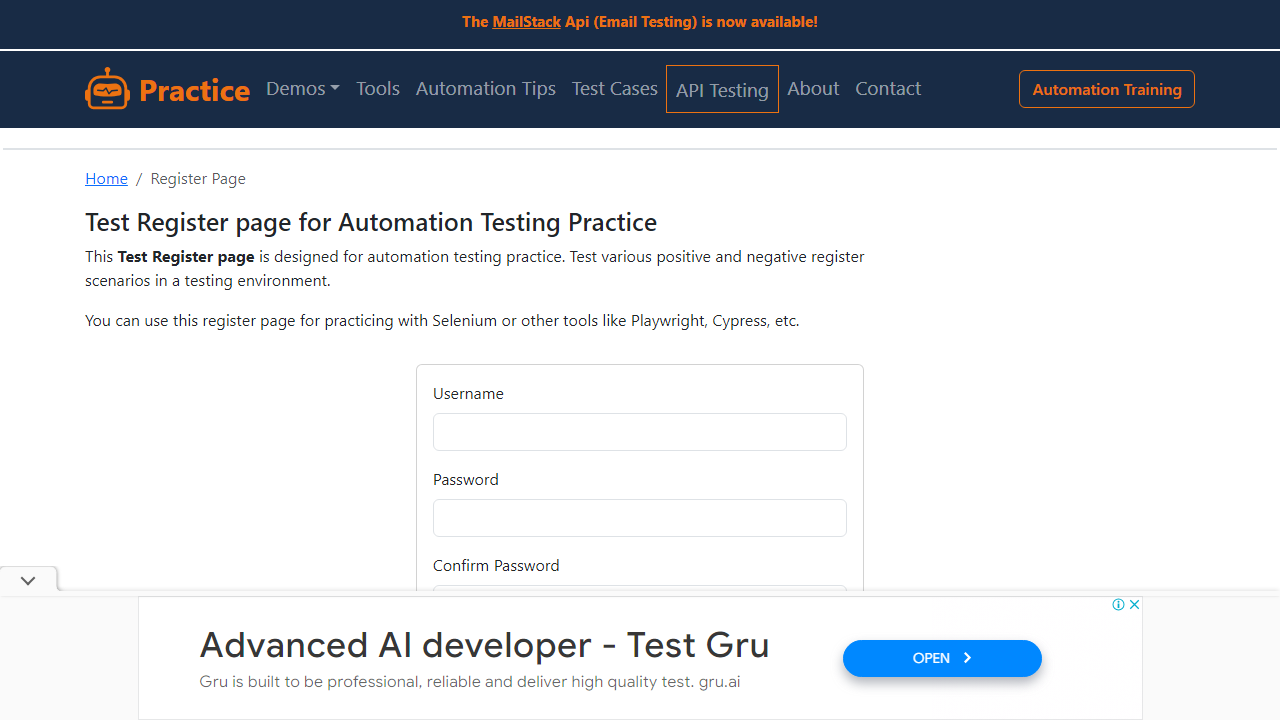 The MailStack Api (Email Testing) is now available!
Practice Demos Tools Automation Tips Test Cases API Testing About Contact Automation Training
Home / Register Page
Test Register page for Automation Testing Practice
This Test Register page is designed for automation testing practice. Test various positive and negative register
scenarios in a testing environment.
You can use this register page for practicing with Selenium or other tools like Playwright, Cypress, etc.
Username
Password
Confirm Password
Advanced AI developer - Test Gru
Gru is built to be professional, reliable and deliver high quality test. gru.ai
OPEN